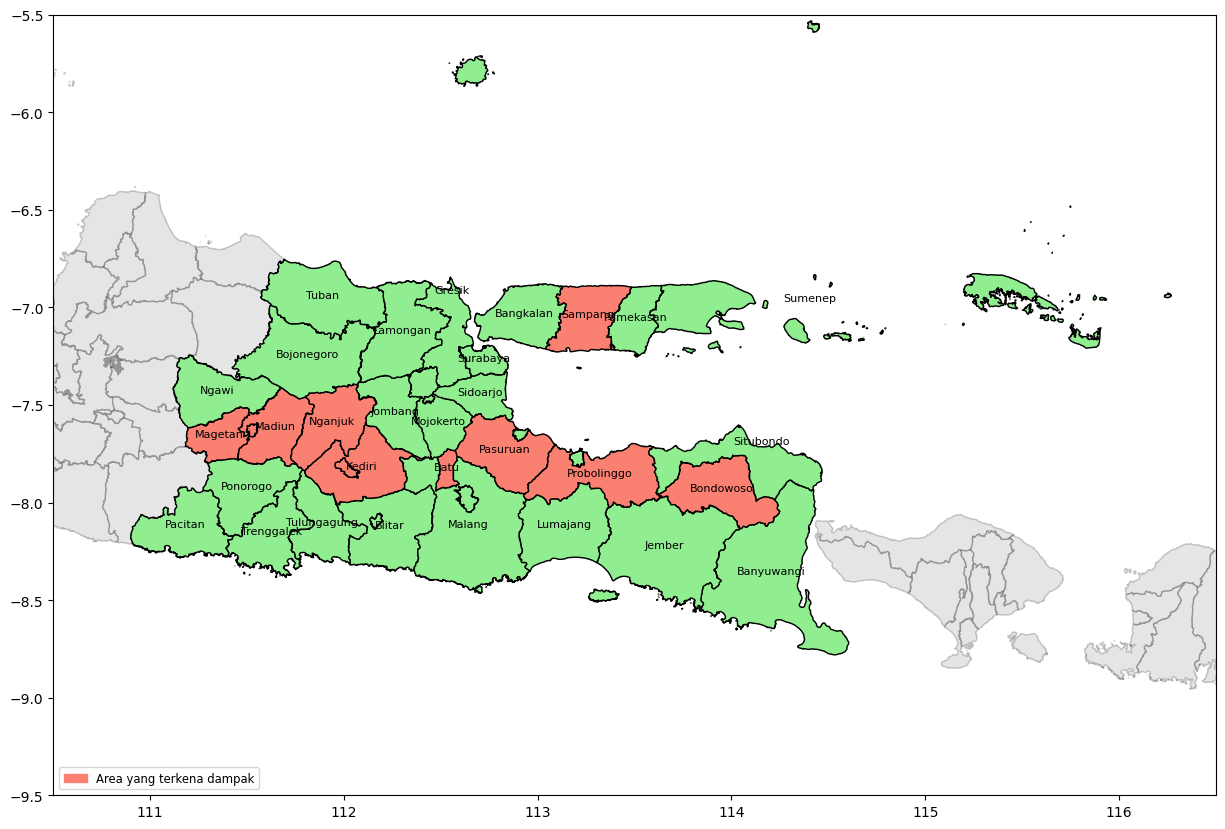 −5.5
−6.0
−6.5
−7.0
−7.5
−8.0
−8.5
−9.0
−9.5
Gresik
Tuban
Sumenep
Bangkalan
Sampang
Pamekasan
Lamongan
Bojonegoro
Surabaya
Ngawi
Sidoarjo
Jombang
Mojokerto
Nganjuk
Madiun
Magetan
Situbondo
Pasuruan
Kediri
Batu
Probolinggo
Ponorogo
Bondowoso
Pacitan
Tulungagung
Trenggalek
Blitar
Malang
Lumajang
Jember
Banyuwangi
Area yang terkena dampak
111
112
113
114
115
116